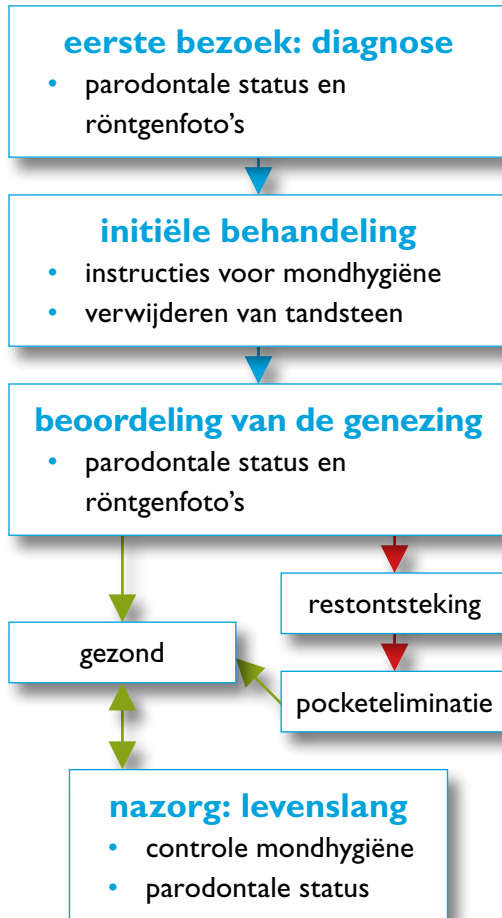 eerste bezoek: diagnose
• parodontale status en
röntgenfoto’s
initiële behandeling
• instructies voor mondhygiëne
• verwijderen van tandsteen
beoordeling van de genezing
• parodontale status en
röntgenfoto’s
restontsteking
gezond
pocketeliminatie
nazorg: levenslang
• controle mondhygiëne
• parodontale status